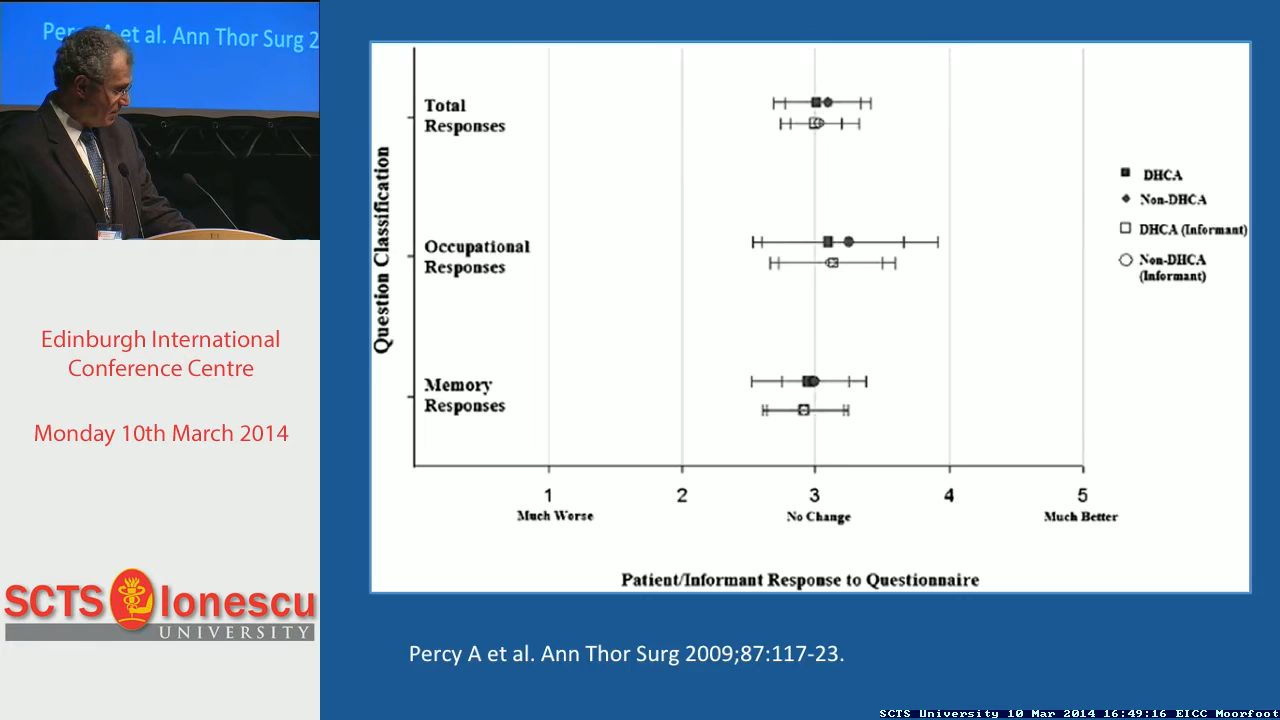 Percy A et al. Ann Thor Surg 2
Edinburgh International
Conference Centre
Monday 10th March 2014
SCTS Ionescu
UNIVERSITY
Question Classification
Total
Responses
Occupational
Responses
Memory
Responses
DHCA
Non-DHCA
DHCA (Informant)
Non-DHCA
(Informant)
1 2 3 4 5
Much Worse No Change Much Better
Patient/Informant Response to Questionnaire
Percy A et al. Ann Thor Surg 2009;87:117-23.
SCTS University 10 Mar 2014 16:49:16 EICC Moorfoot